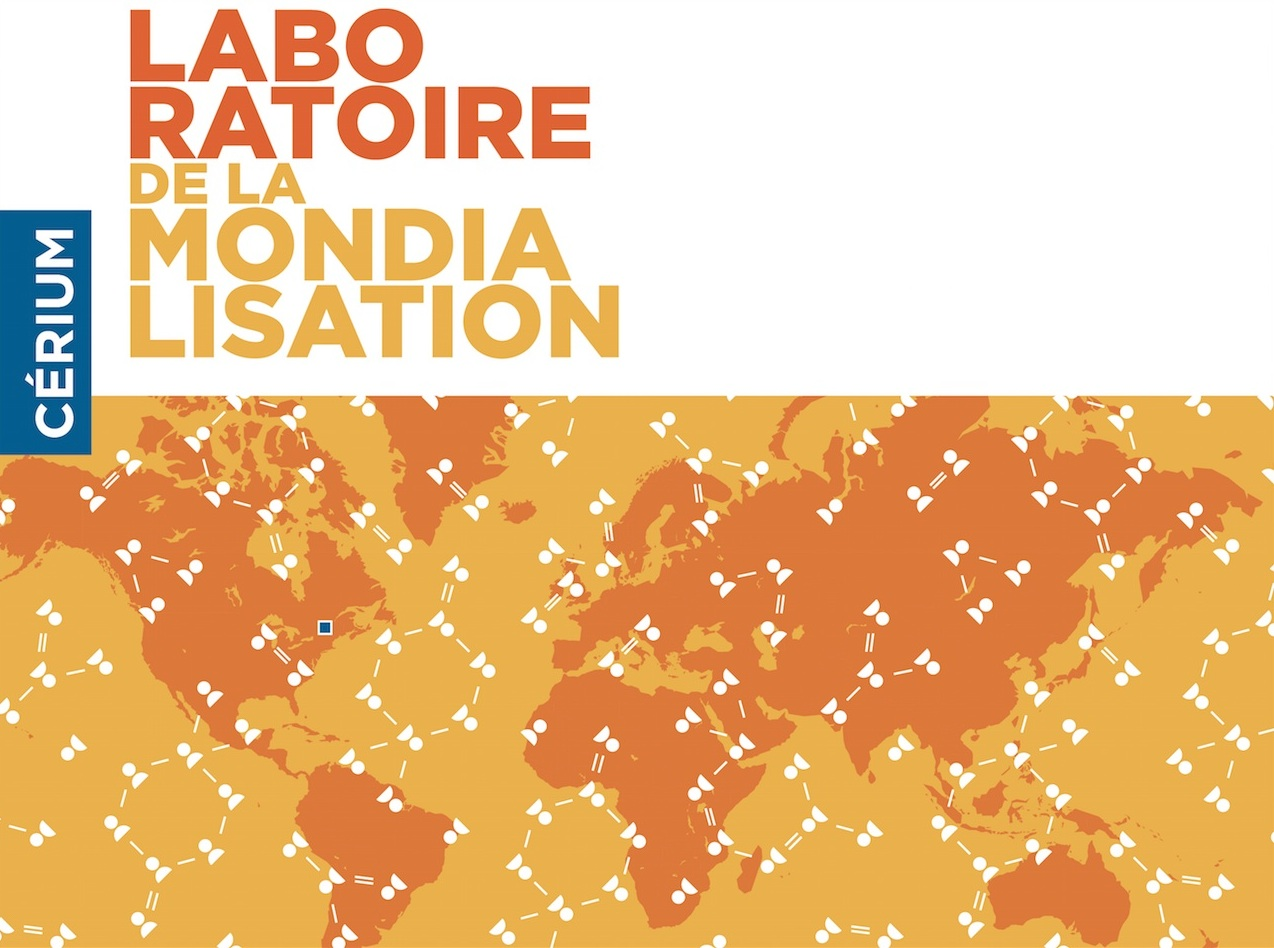 LABO
RATOIRE
DE LA
MONDIA
LISATION
CÉRIUM